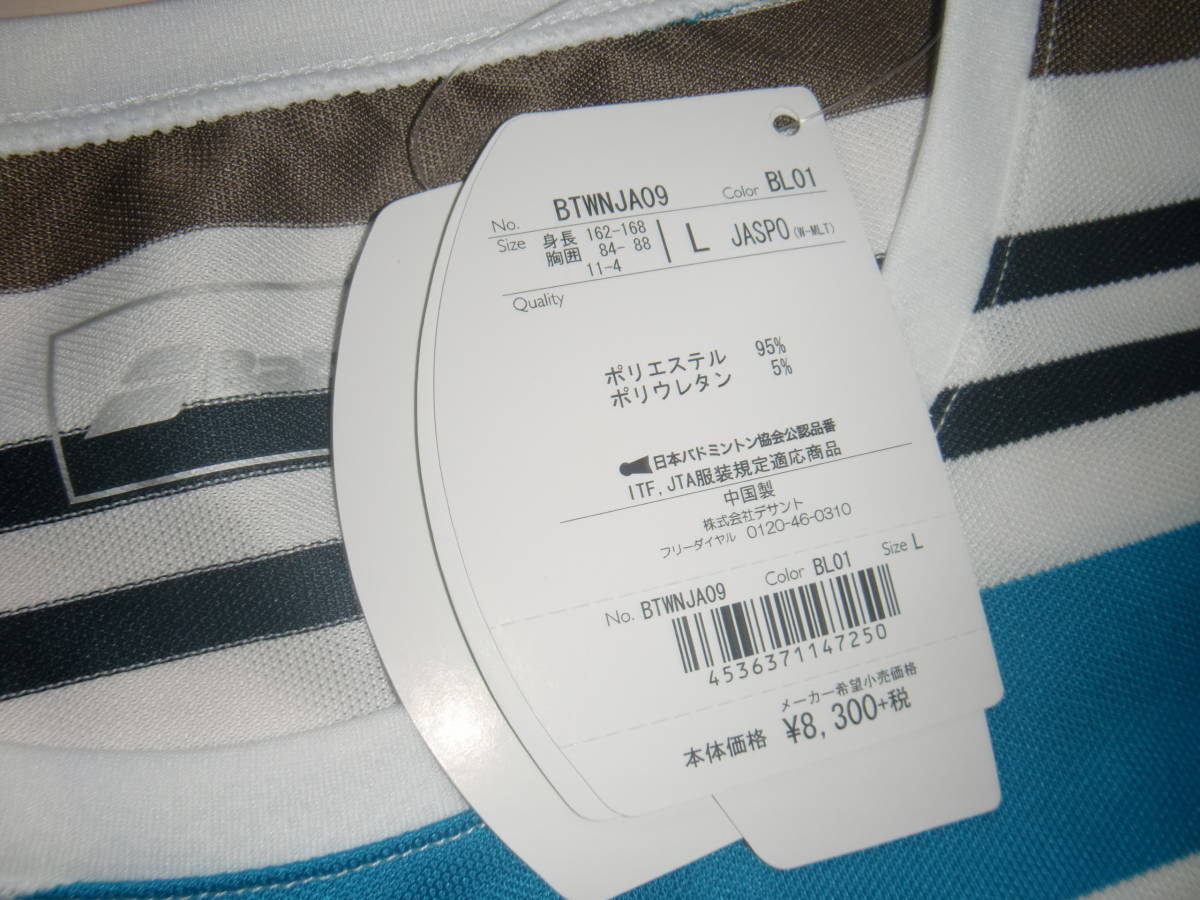 No. BTWNJA09 Color BL01
Size 身長 162-168 L JASPO (W-MLT)
胸囲 84- 88
11-4
Quality
ポリエステル 95%
ポリウレタン 5%
日本バドミントン協会公認品番
ITF, JTA服装規定適応商品
中国製
株式会社デサント
フリーダイヤル 0120-46-0310
No. BTWNJA09 Color BL01 Size L
4536371147250
メーカー希望小売価格
本体価格 ¥8,300+税